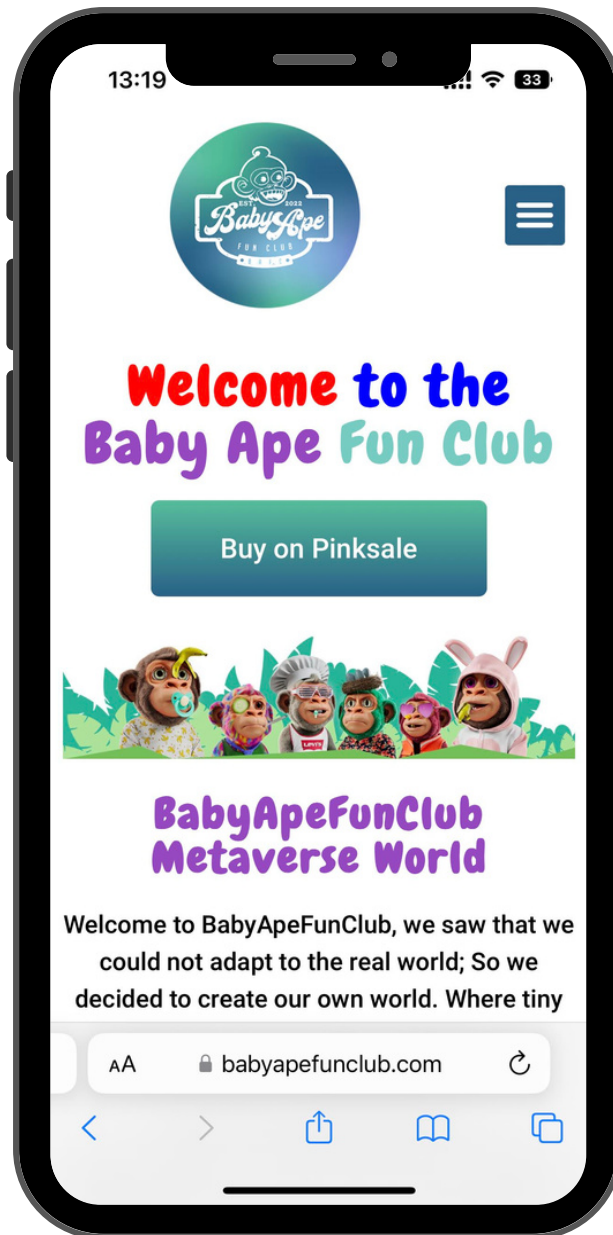 13:19
33
EST. 2022
BabyApe
FUN CLUB
B A F C
Welcome to the
Baby Ape Fun Club
Buy on Pinksale
LEVI'S
BabyApeFunClub
Metaverse World
Welcome to BabyApeFunClub, we saw that we
could not adapt to the real world; So we
decided to create our own world. Where tiny
AA babyapefunclub.com